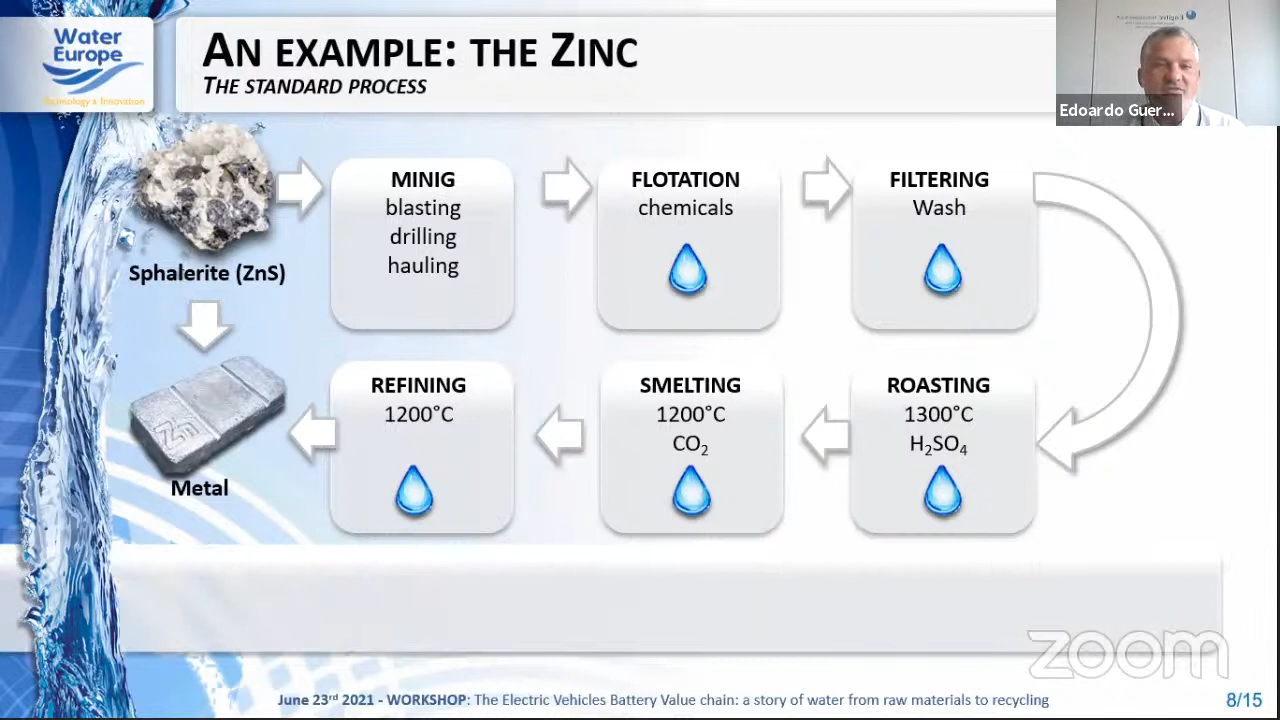 Water
Europe
Technology & Innovation
AN EXAMPLE: THE ZINC
THE STANDARD PROCESS
Edoardo Guer...
Sphalerite (ZnS)
MINIG
blasting
drilling
hauling
FLOTATION
chemicals
FILTERING
Wash
REFINING
1200°C
SMELTING
1200°C
CO₂
ROASTING
1300°C
H₂SO₄
Metal
zoom
June 23rd 2021 - WORKSHOP: The Electric Vehicles Battery Value chain: a story of water from raw materials to recycling
8/15